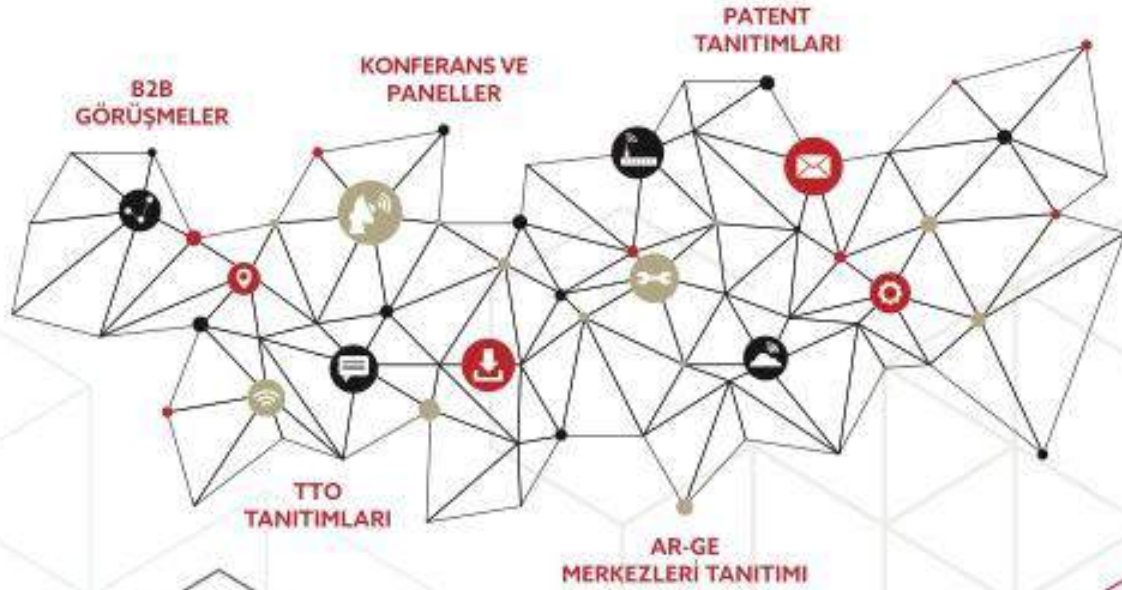 PATENT
TANITIMLARI
KONFERANS VE
PANELLER
B2B
GÖRÜŞMELER
TTO
TANITIMLARI
AR-GE
MERKEZLERİ TANITIMI